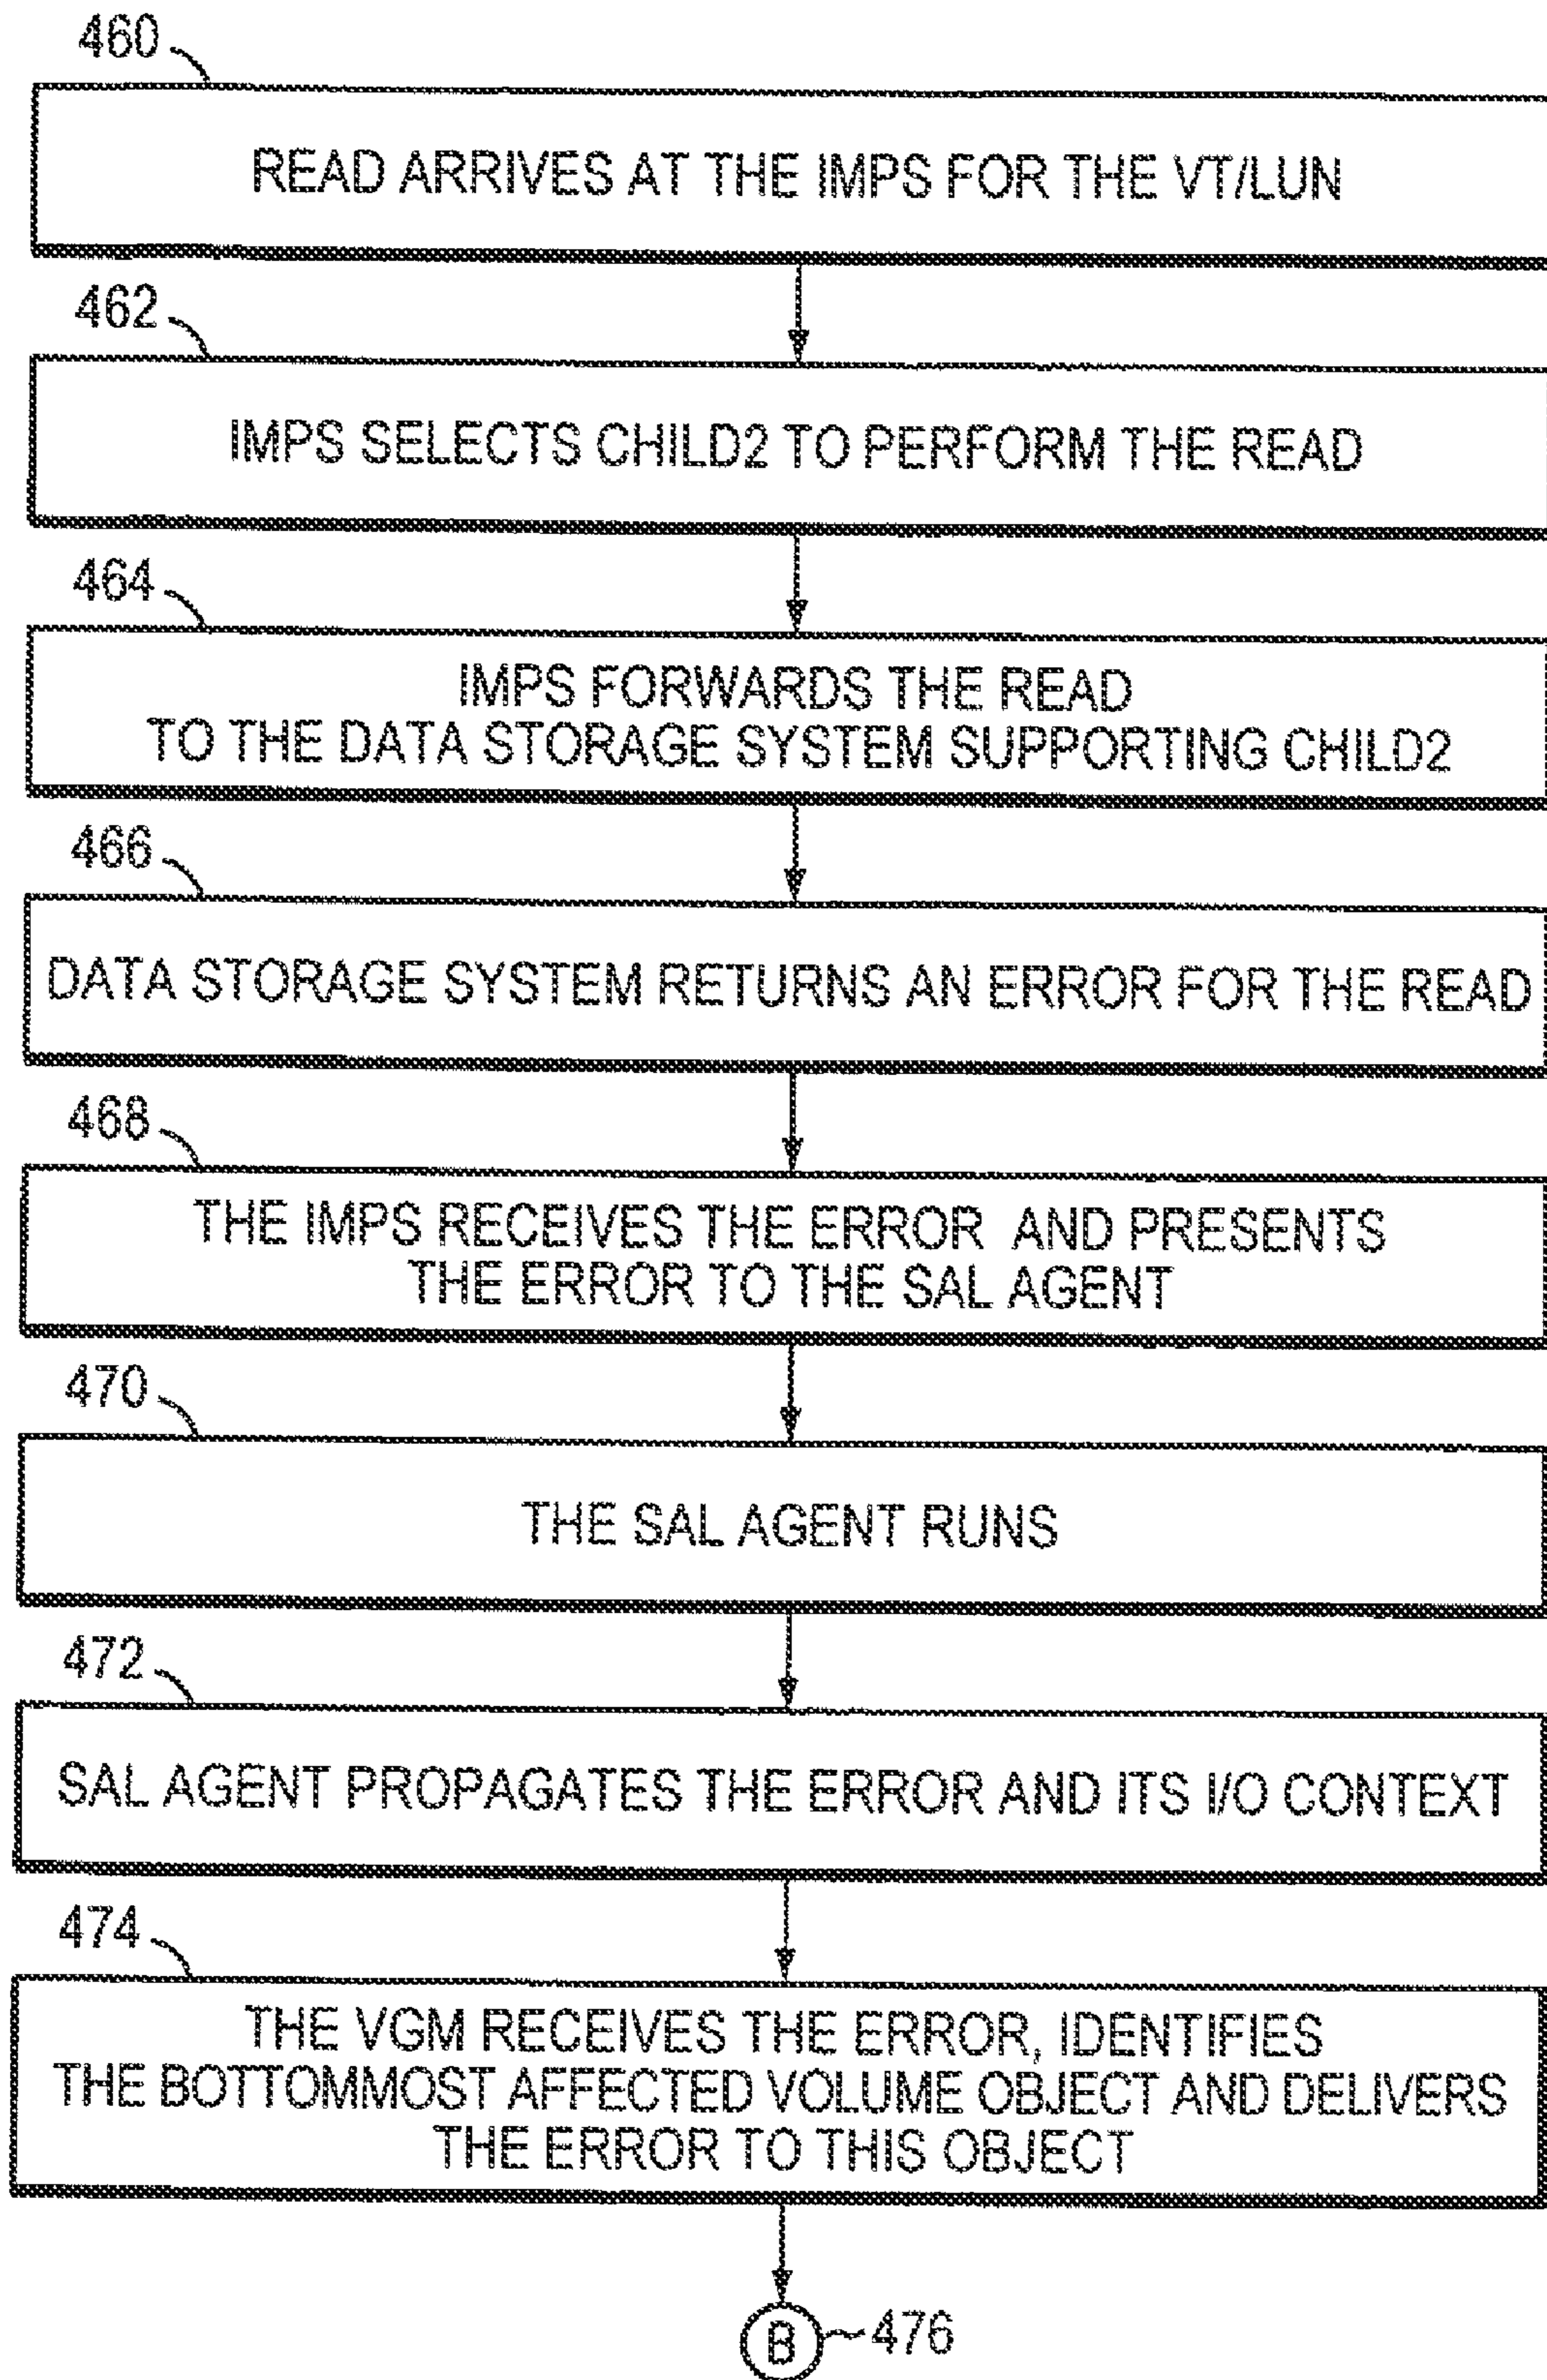 460
READ ARRIVES AT THE IMPS FOR THE VT/LUN
462
IMPS SELECTS CHILD2 TO PERFORM THE READ
464
IMPS FORWARDS THE READ
TO THE DATA STORAGE SYSTEM SUPPORTING CHILD2
466
DATA STORAGE SYSTEM RETURNS AN ERROR FOR THE READ
468
THE IMPS RECEIVES THE ERROR AND PRESENTS
THE ERROR TO THE SAL AGENT
470
THE SAL AGENT RUNS
472
SAL AGENT PROPAGATES THE ERROR AND ITS I/O CONTEXT
474
THE VGM RECEIVES THE ERROR, IDENTIFIES
THE BOTTOMMOST AFFECTED VOLUME OBJECT AND DELIVERS
THE ERROR TO THIS OBJECT
B 476